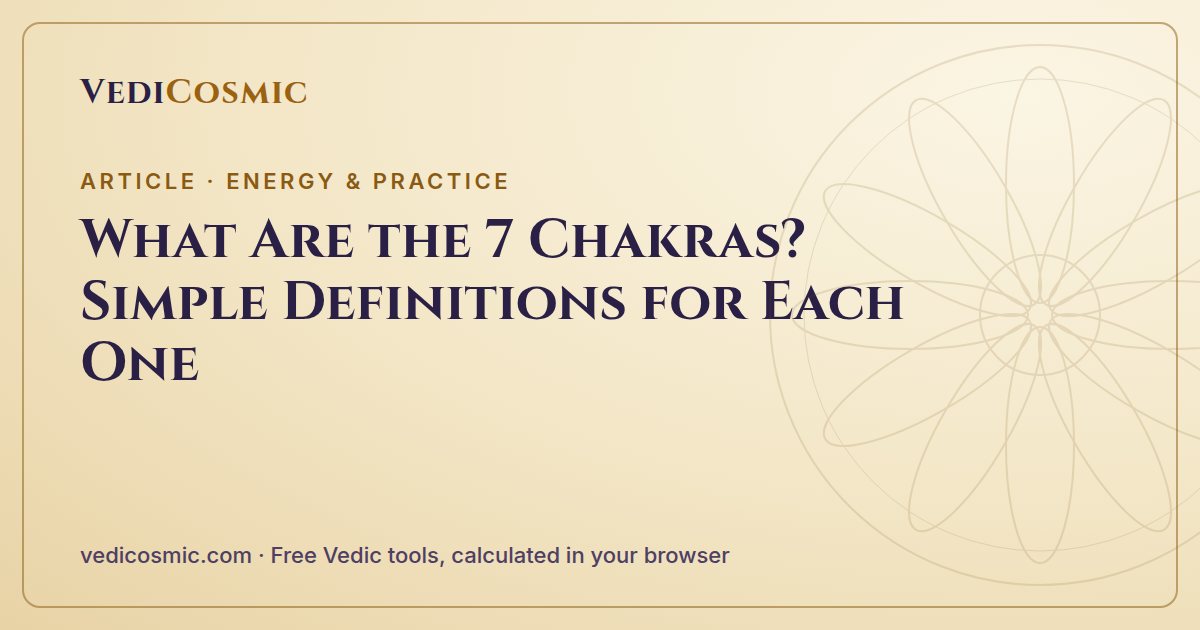 VediCosmic
ARTICLE · ENERGY & PRACTICE
What Are the 7 Chakras?
Simple Definitions for Each
One
vedicosmic.com · Free Vedic tools, calculated in your browser